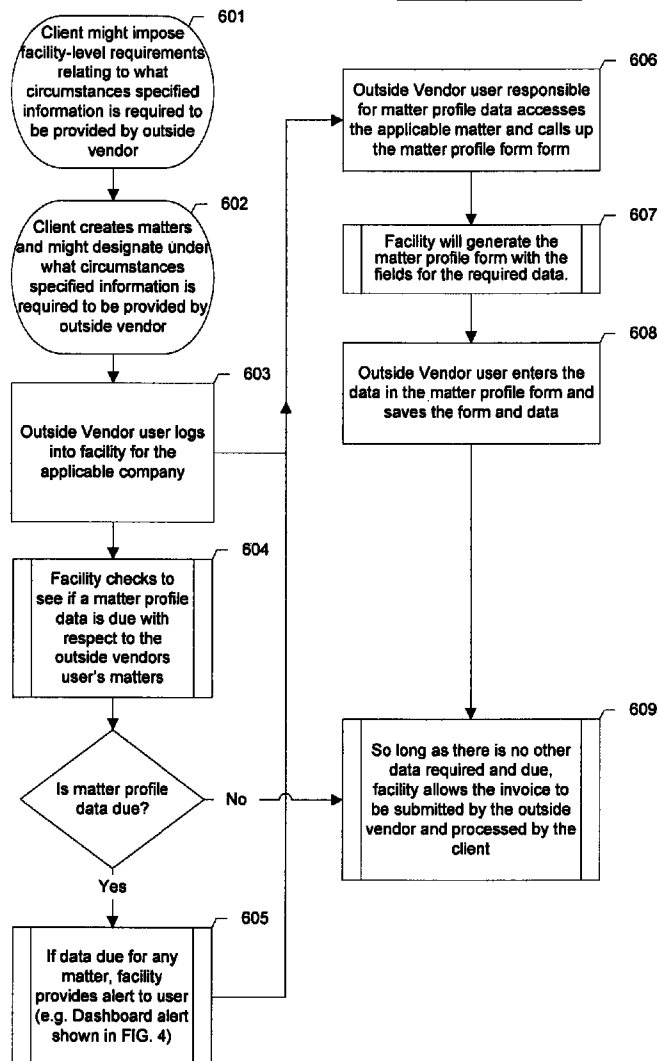 601
Client might impose
facility-level requirements
relating to what
circumstances specified
information is required to
be provided by outside
vendor
602
Client creates matters
and might designate under
what circumstances
specified information is
required to be provided by
outside vendor
603
Outside Vendor user logs
into facility for the
applicable company
604
Facility checks to
see if a matter profile
data is due with
respect to the
outside vendors
user's matters
Is matter profile
data due?
No
Yes
605
If data due for any
matter, facility
provides alert to user
(e.g. Dashboard alert
shown in FIG. 4)
606
Outside Vendor user responsible
for matter profile data accesses
the applicable matter and calls up
the matter profile form form
607
Facility will generate the
matter profile form with the
fields for the required data.
608
Outside Vendor user enters the
data in the matter profile form and
saves the form and data
609
So long as there is no other
data required and due,
facility allows the invoice to
be submitted by the outside
vendor and processed by the
client